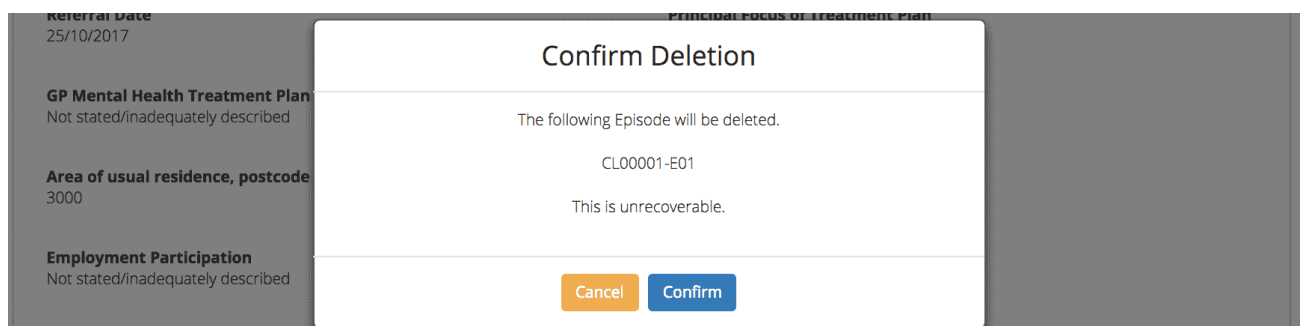 Referral Date
25/10/2017
GP Mental Health Treatment Plan
Not stated/inadequately described
Area of usual residence, postcode
3000
Employment Participation
Not stated/inadequately described
Principal Focus of Treatment Plan
Confirm Deletion
The following Episode will be deleted.
CL00001-E01
This is unrecoverable.
Cancel
Confirm